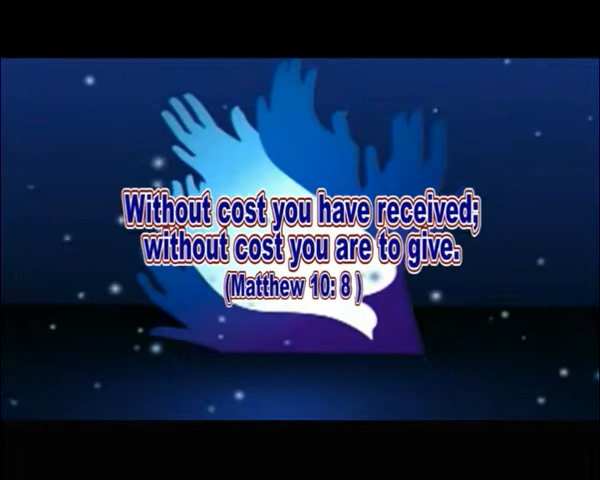 Without cost you have received;
without cost you are to give.
(Matthew 10: 8 )